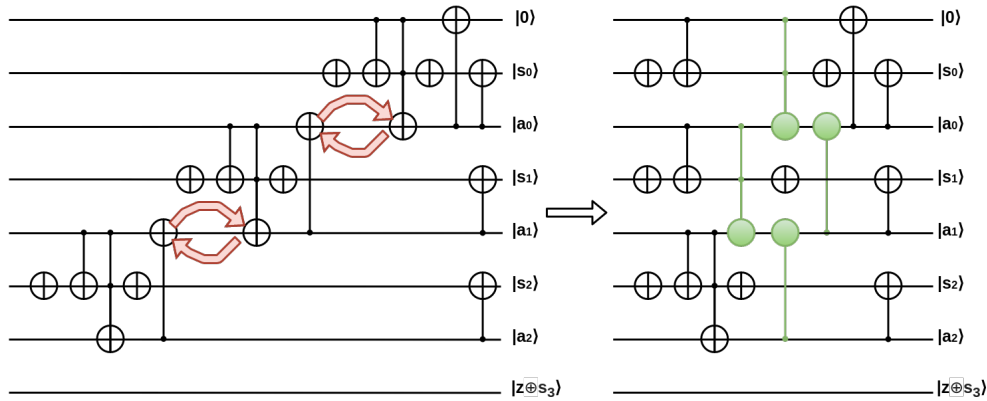 |0⟩ |0⟩
|s₀⟩ |s₀⟩
|a₀⟩ |a₀⟩
|s₁⟩ |s₁⟩
|a₁⟩ |a₁⟩
|s₂⟩ |s₂⟩
|a₂⟩ |a₂⟩
|z⊕s₃⟩ |z⊕s₃⟩